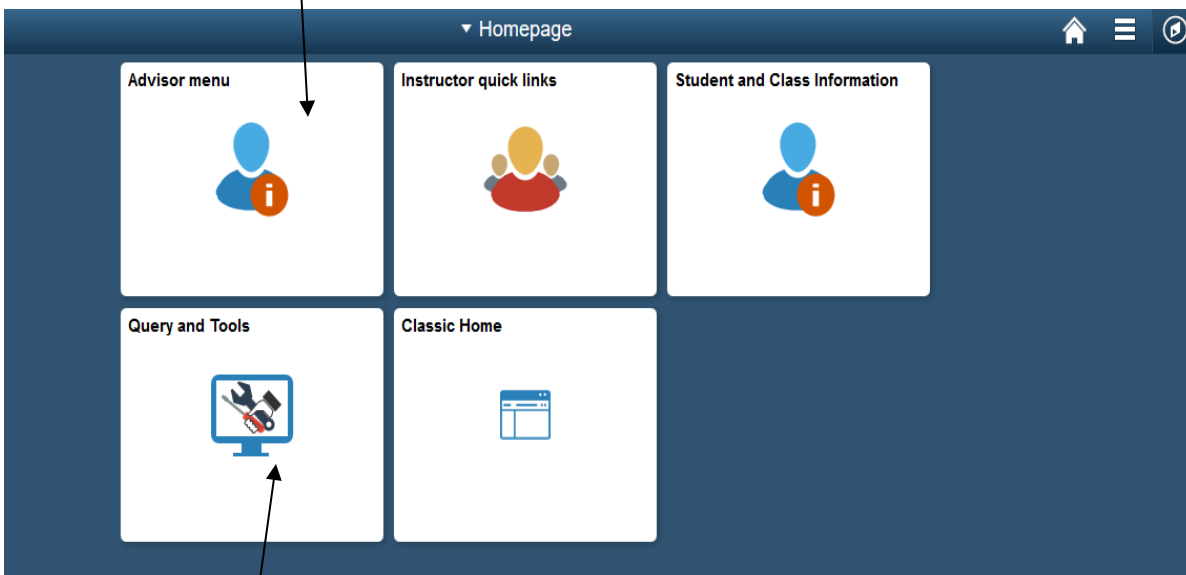 Homepage
Advisor menu
Instructor quick links
Student and Class Information
Query and Tools
Classic Home